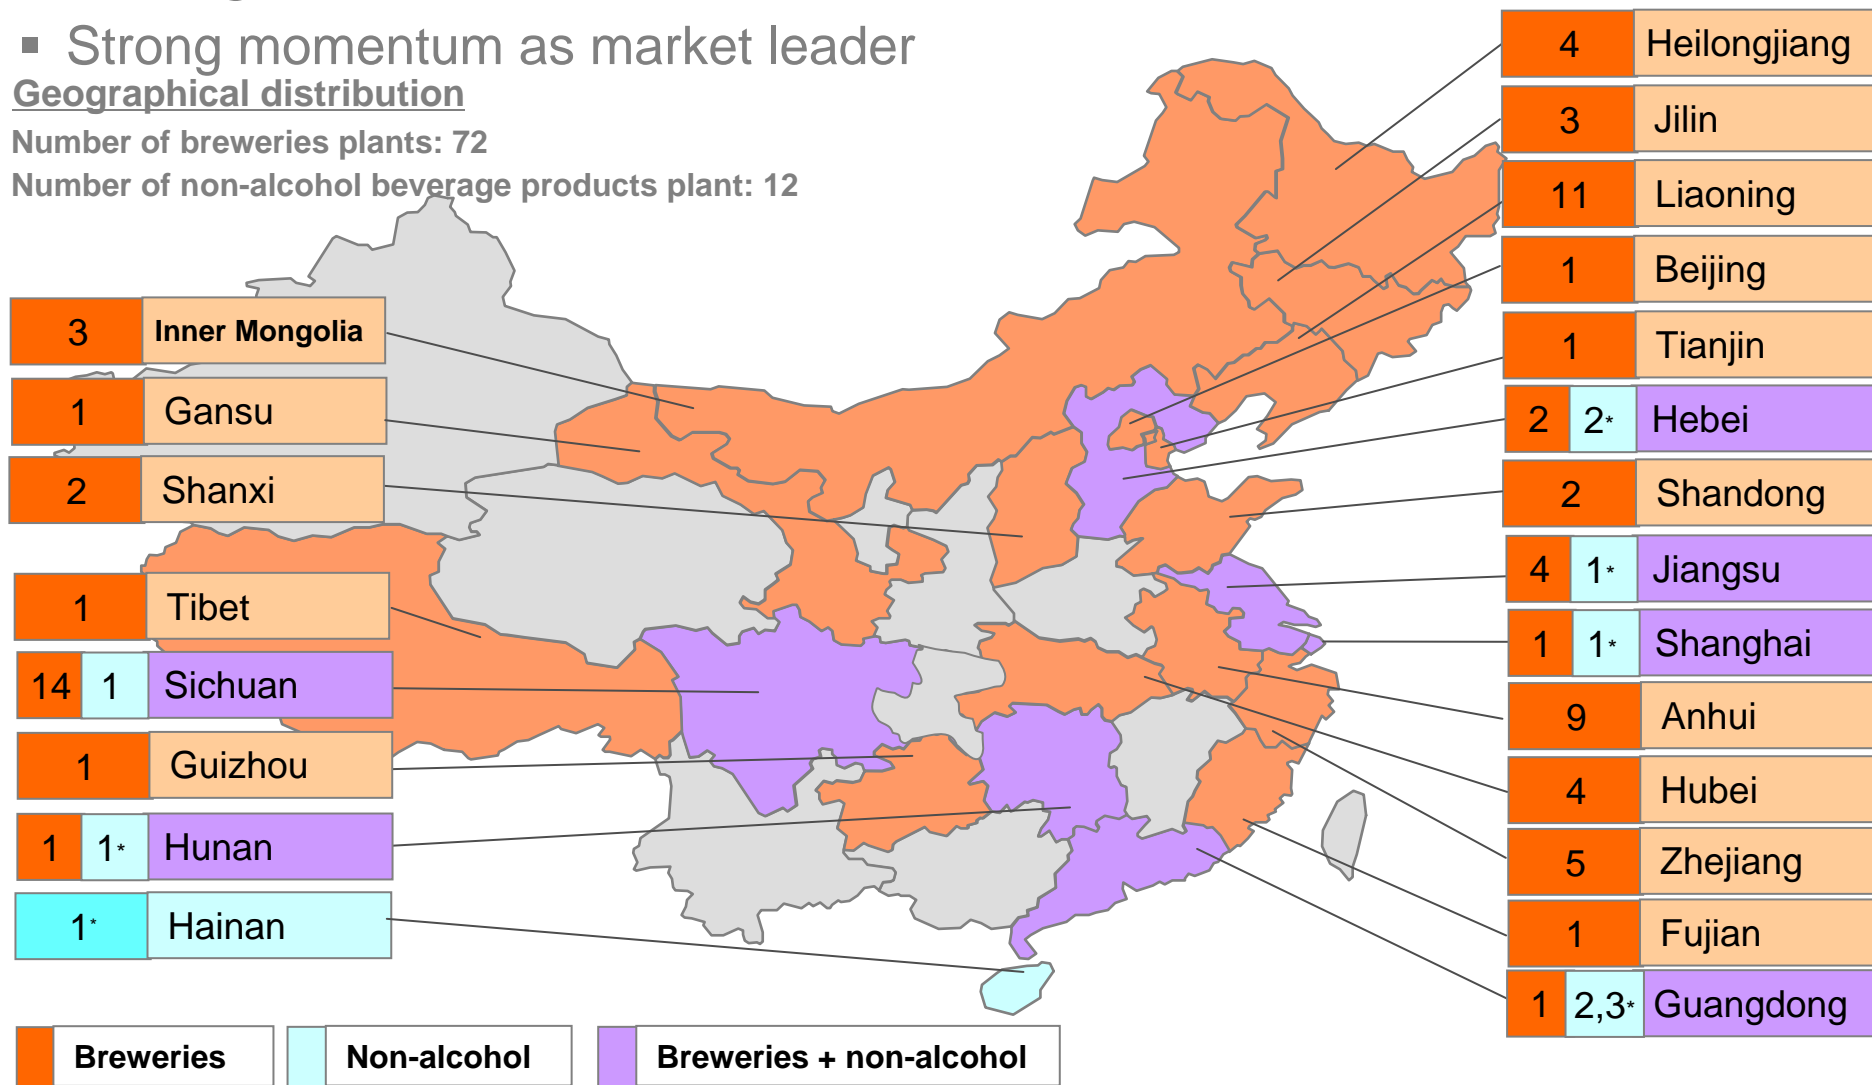 ▪ Strong momentum as market leader
Geographical distribution
Number of breweries plants: 72
Number of non-alcohol beverage products plant: 12
3 Inner Mongolia
1 Gansu
2 Shanxi
1 Tibet
14 1 Sichuan
1 Guizhou
1 1* Hunan
1* Hainan
4 Heilongjiang
3 Jilin
11 Liaoning
1 Beijing
1 Tianjin
2 2* Hebei
2 Shandong
4 1* Jiangsu
1 1* Shanghai
9 Anhui
4 Hubei
5 Zhejiang
1 Fujian
1 2,3* Guangdong
Breweries
Non-alcohol
Breweries + non-alcohol